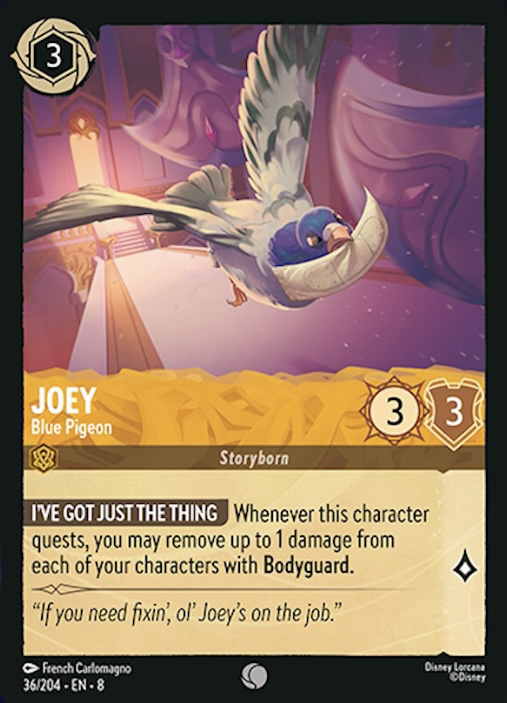 3
JOEY
Blue Pigeon
3 3
Storyborn
I'VE GOT JUST THE THING Whenever this character
quests, you may remove up to 1 damage from
each of your characters with Bodyguard.
“If you need fixin’, ol’ Joey’s on the job.”
French Carlomagno
36/204 • EN • 8
Disney Lorcana
©Disney